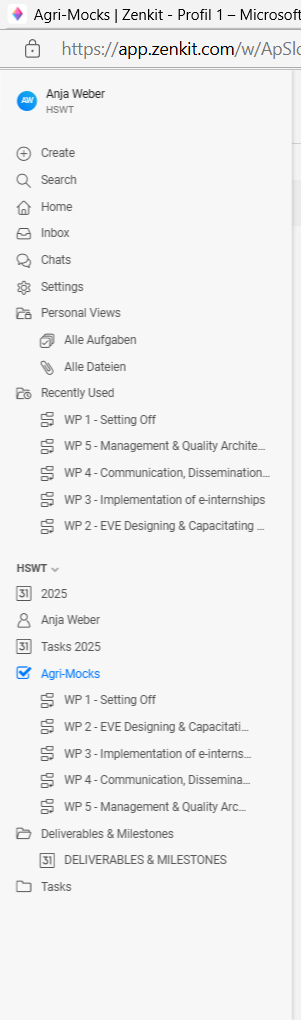 Agri-Mocks | Zenkit - Profil 1 – Microsoft
https://app.zenkit.com/w/ApSlo
AW
Anja Weber
HSWT
Create
Search
Home
Inbox
Chats
Settings
Personal Views
Alle Aufgaben
Alle Dateien
Recently Used
WP 1 - Setting Off
WP 5 - Management & Quality Archite...
WP 4 - Communication, Dissemination...
WP 3 - Implementation of e-internships
WP 2 - EVE Designing & Capacitating ...
HSWT
31 2025
Anja Weber
31 Tasks 2025
Agri-Mocks
WP 1 - Setting Off
WP 2 - EVE Designing & Capacitati...
WP 3 - Implementation of e-interns...
WP 4 - Communication, Dissemina...
WP 5 - Management & Quality Arc...
Deliverables & Milestones
31 DELIVERABLES & MILESTONES
Tasks